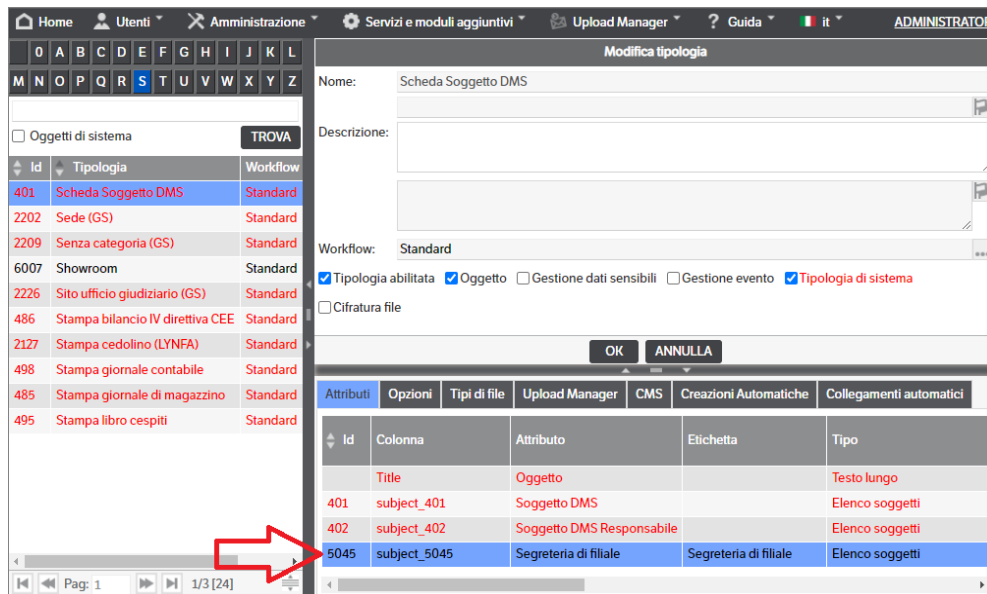 Home Utenti Amministrazione Servizi e moduli aggiuntivi Upload Manager ? Guida it ADMINISTRATOR
0 A B C D E F G H I J K L
M N O P Q R S T U V W X Y Z
Oggetti di sistema TROVA
Id Tipologia Workflow
401 Scheda Soggetto DMS Standard
2202 Sede (GS) Standard
2209 Senza categoria (GS) Standard
6007 Showroom Standard
2226 Sito ufficio giudiziario (GS) Standard
486 Stampa bilancio IV direttiva CEE Standard
2127 Stampa cedolino (LYNFA) Standard
498 Stampa giornale contabile Standard
485 Stampa giornale di magazzino Standard
495 Stampa libro cespiti Standard
Pag: 1 1/3 [24]
Modifica tipologia
Nome: Scheda Soggetto DMS
Descrizione:
Workflow: Standard ...
Tipologia abilitata Oggetto Gestione dati sensibili Gestione evento Tipologia di sistema
Cifratura file
OK ANNULLA
Attributi Opzioni Tipi di file Upload Manager CMS Creazioni Automatiche Collegamenti automatici
Id Colonna Attributo Etichetta Tipo
Title Oggetto Testo lungo
401 subject_401 Soggetto DMS Elenco soggetti
402 subject_402 Soggetto DMS Responsabile Elenco soggetti
5045 subject_5045 Segreteria di filiale Segreteria di filiale Elenco soggetti